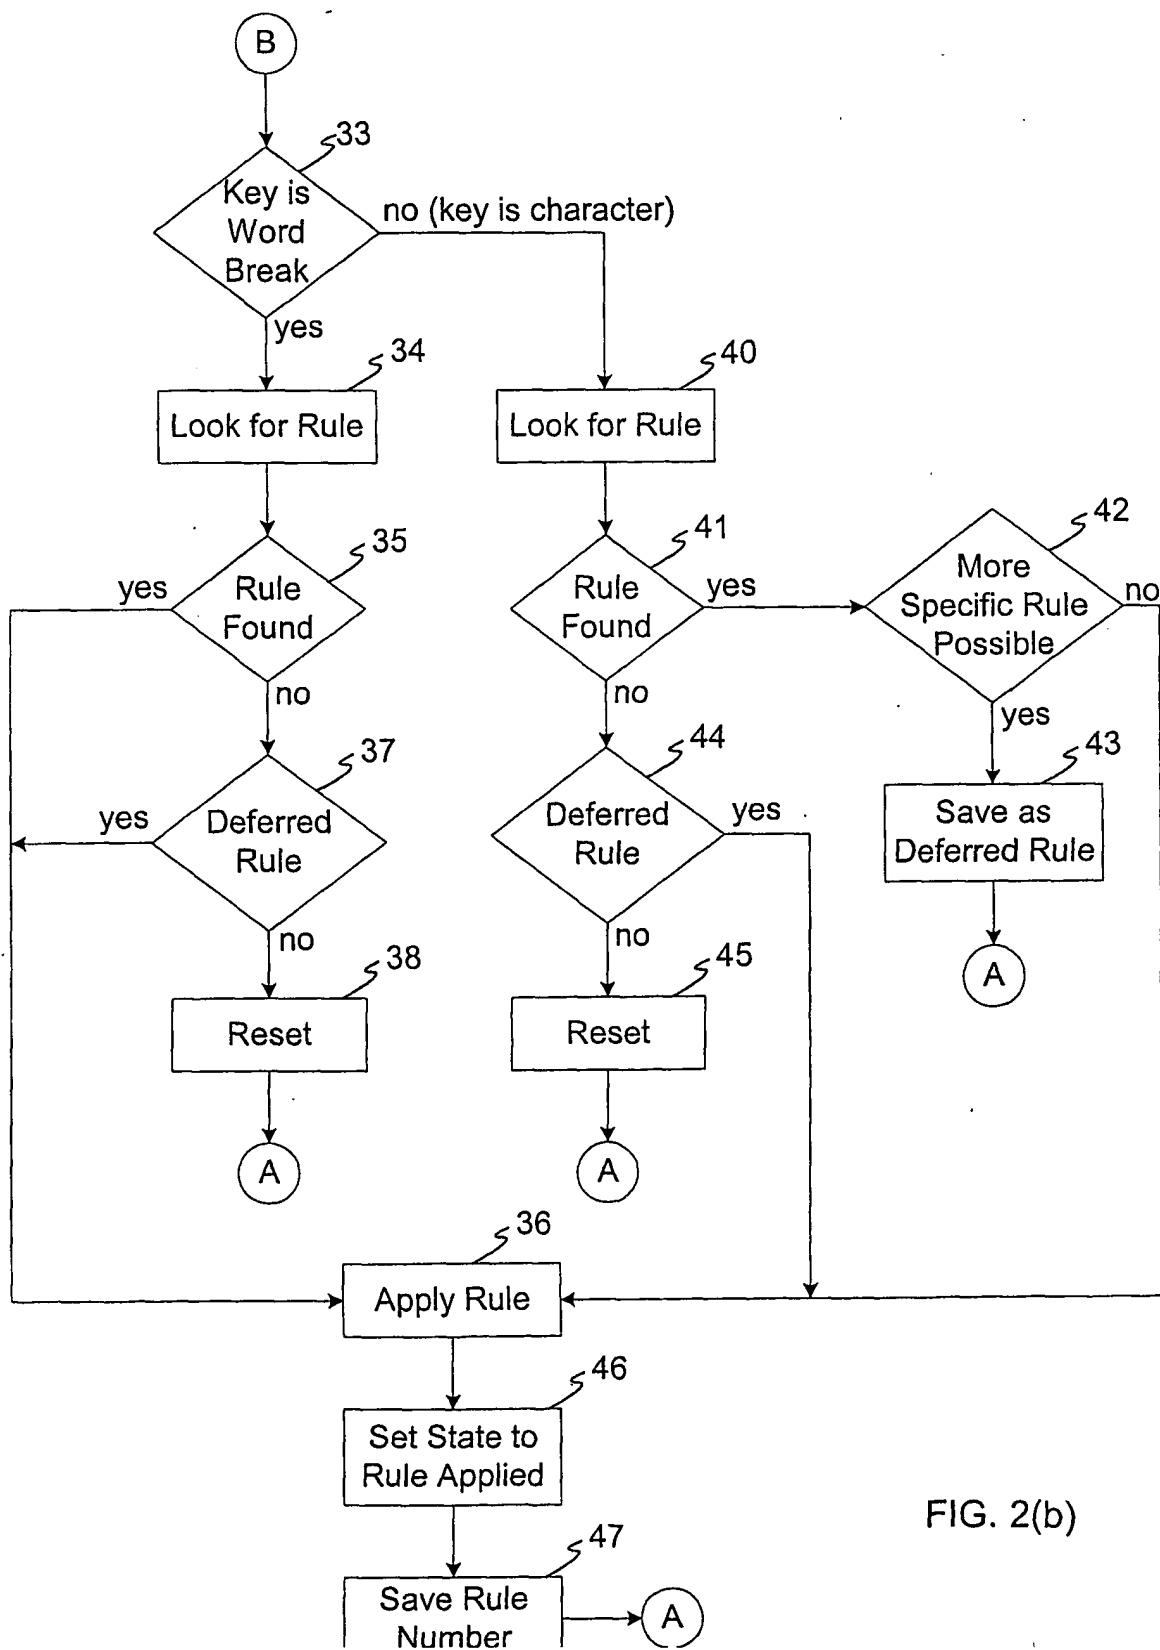 B
33
Key is
Word
Break
no (key is character)
yes
34
Look for Rule
40
Look for Rule
35
Rule
Found
yes
no
41
Rule
Found
yes
no
42
More
Specific Rule
Possible
no
yes
37
Deferred
Rule
yes
no
44
Deferred
Rule
yes
no
43
Save as
Deferred Rule
A
38
Reset
A
45
Reset
A
36
Apply Rule
46
Set State to
Rule Applied
47
Save Rule
Number
A
FIG. 2(b)